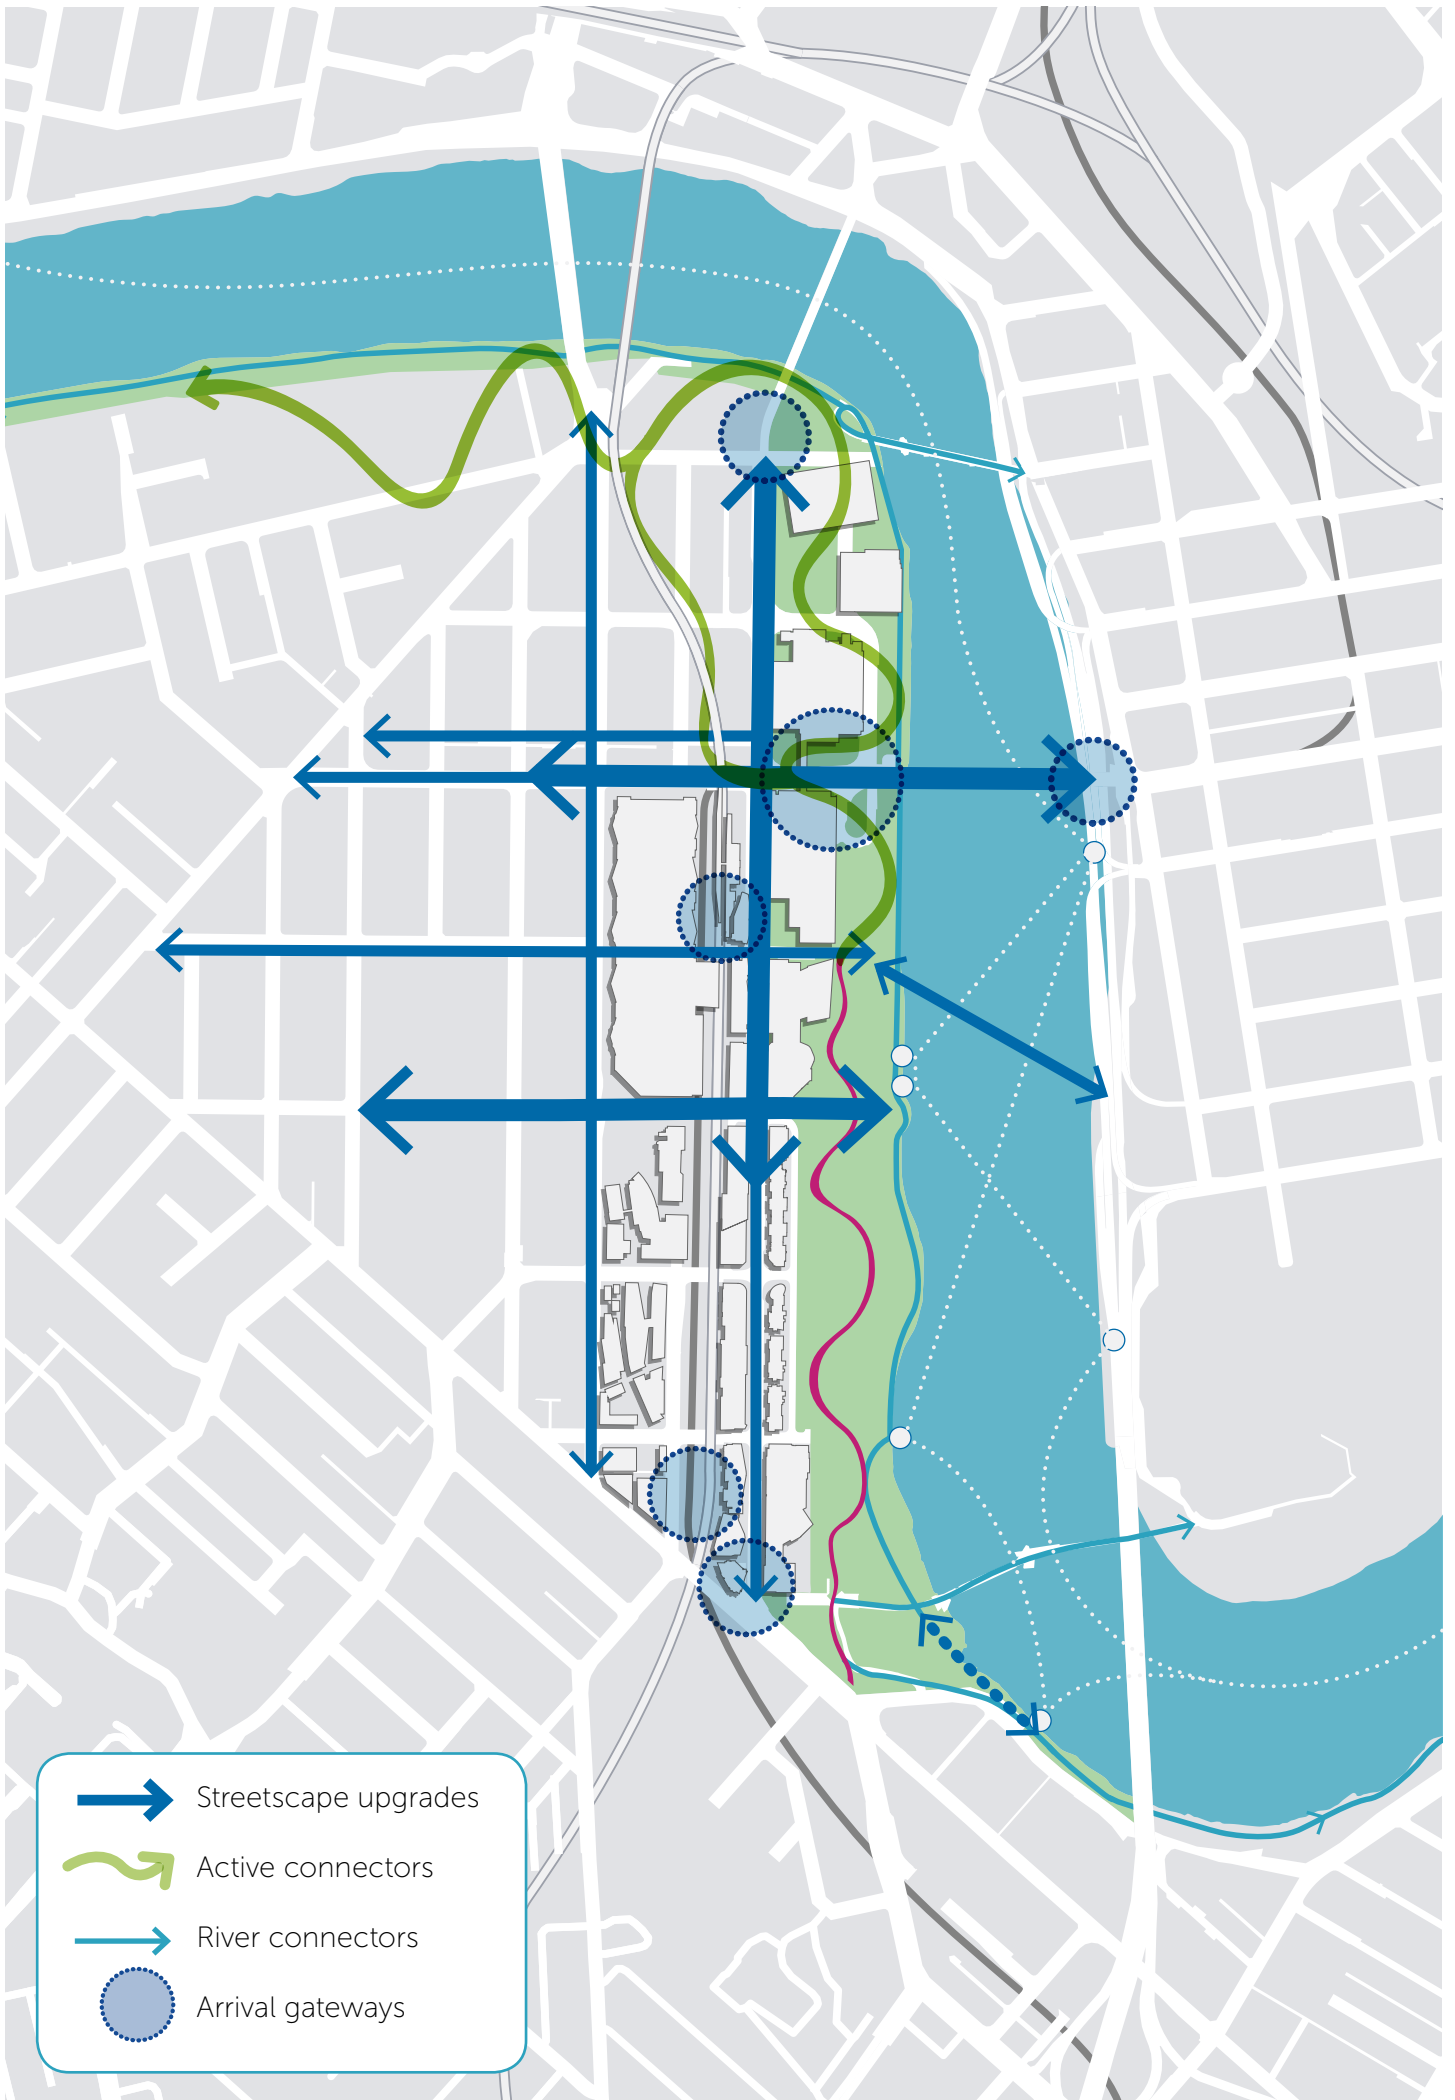 Streetscape upgrades
Active connectors
River connectors
Arrival gateways